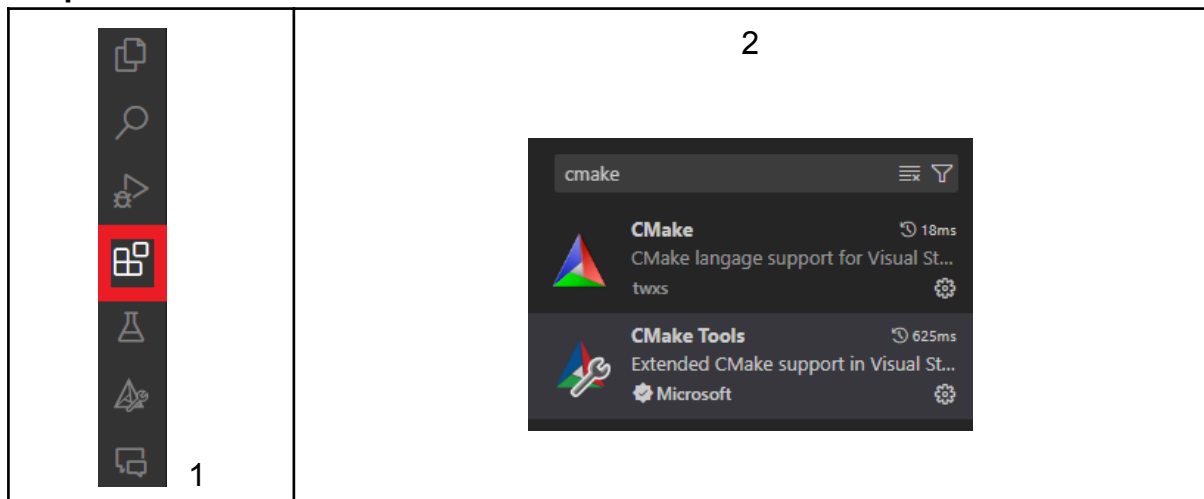 1
2
cmake
CMake
18ms
CMake langage support for Visual St...
twxs
CMake Tools
625ms
Extended CMake support in Visual St...
Microsoft